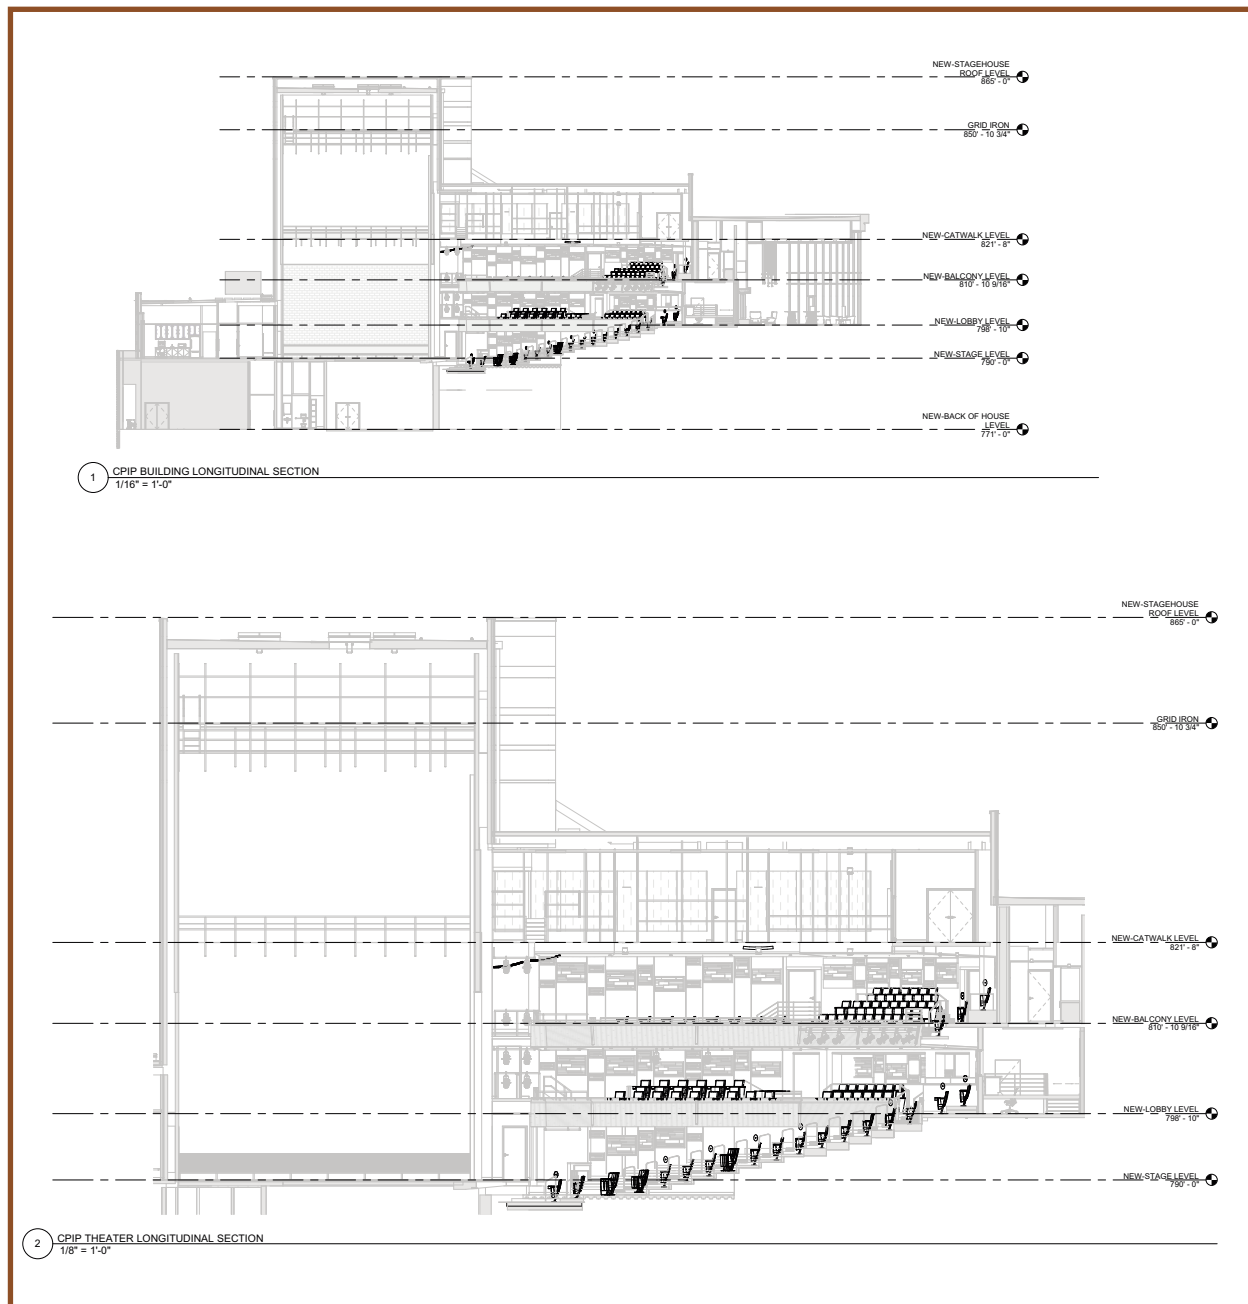 NEW-STAGEHOUSE
ROOF LEVEL
865' - 0"
GRID IRON
850' - 10 3/4"
NEW-CATWALK LEVEL
821' - 8"
NEW-BALCONY LEVEL
810' - 10 9/16"
NEW-LOBBY LEVEL
798' - 10"
NEW-STAGE LEVEL
790' - 0"
NEW-BACK OF HOUSE
LEVEL
771' - 0"
1
CPIP BUILDING LONGITUDINAL SECTION
1/16" = 1'-0"
NEW-STAGEHOUSE
ROOF LEVEL
865' - 0"
GRID IRON
850' - 10 3/4"
NEW-CATWALK LEVEL
821' - 8"
NEW-BALCONY LEVEL
810' - 10 9/16"
NEW-LOBBY LEVEL
798' - 10"
NEW-STAGE LEVEL
790' - 0"
2
CPIP THEATER LONGITUDINAL SECTION
1/8" = 1'-0"